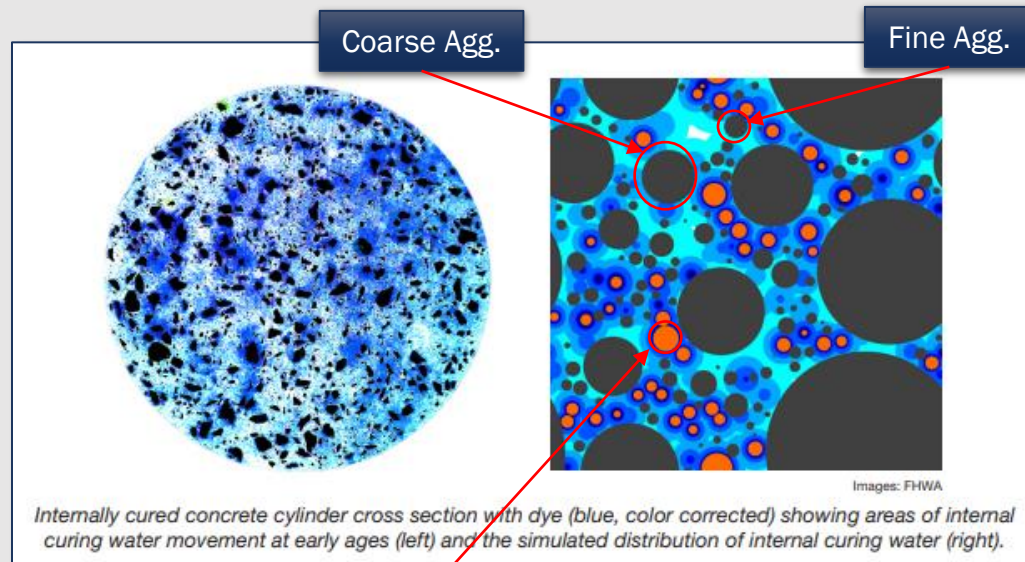 Coarse Agg.
Fine Agg.
Images: FHWA
Internally cured concrete cylinder cross section with dye (blue, color corrected) showing areas of internal
curing water movement at early ages (left) and the simulated distribution of internal curing water (right).